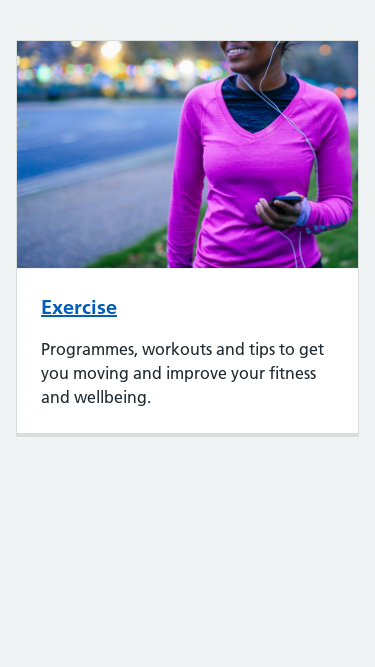 Exercise
Programmes, workouts and tips to get
you moving and improve your fitness
and wellbeing.